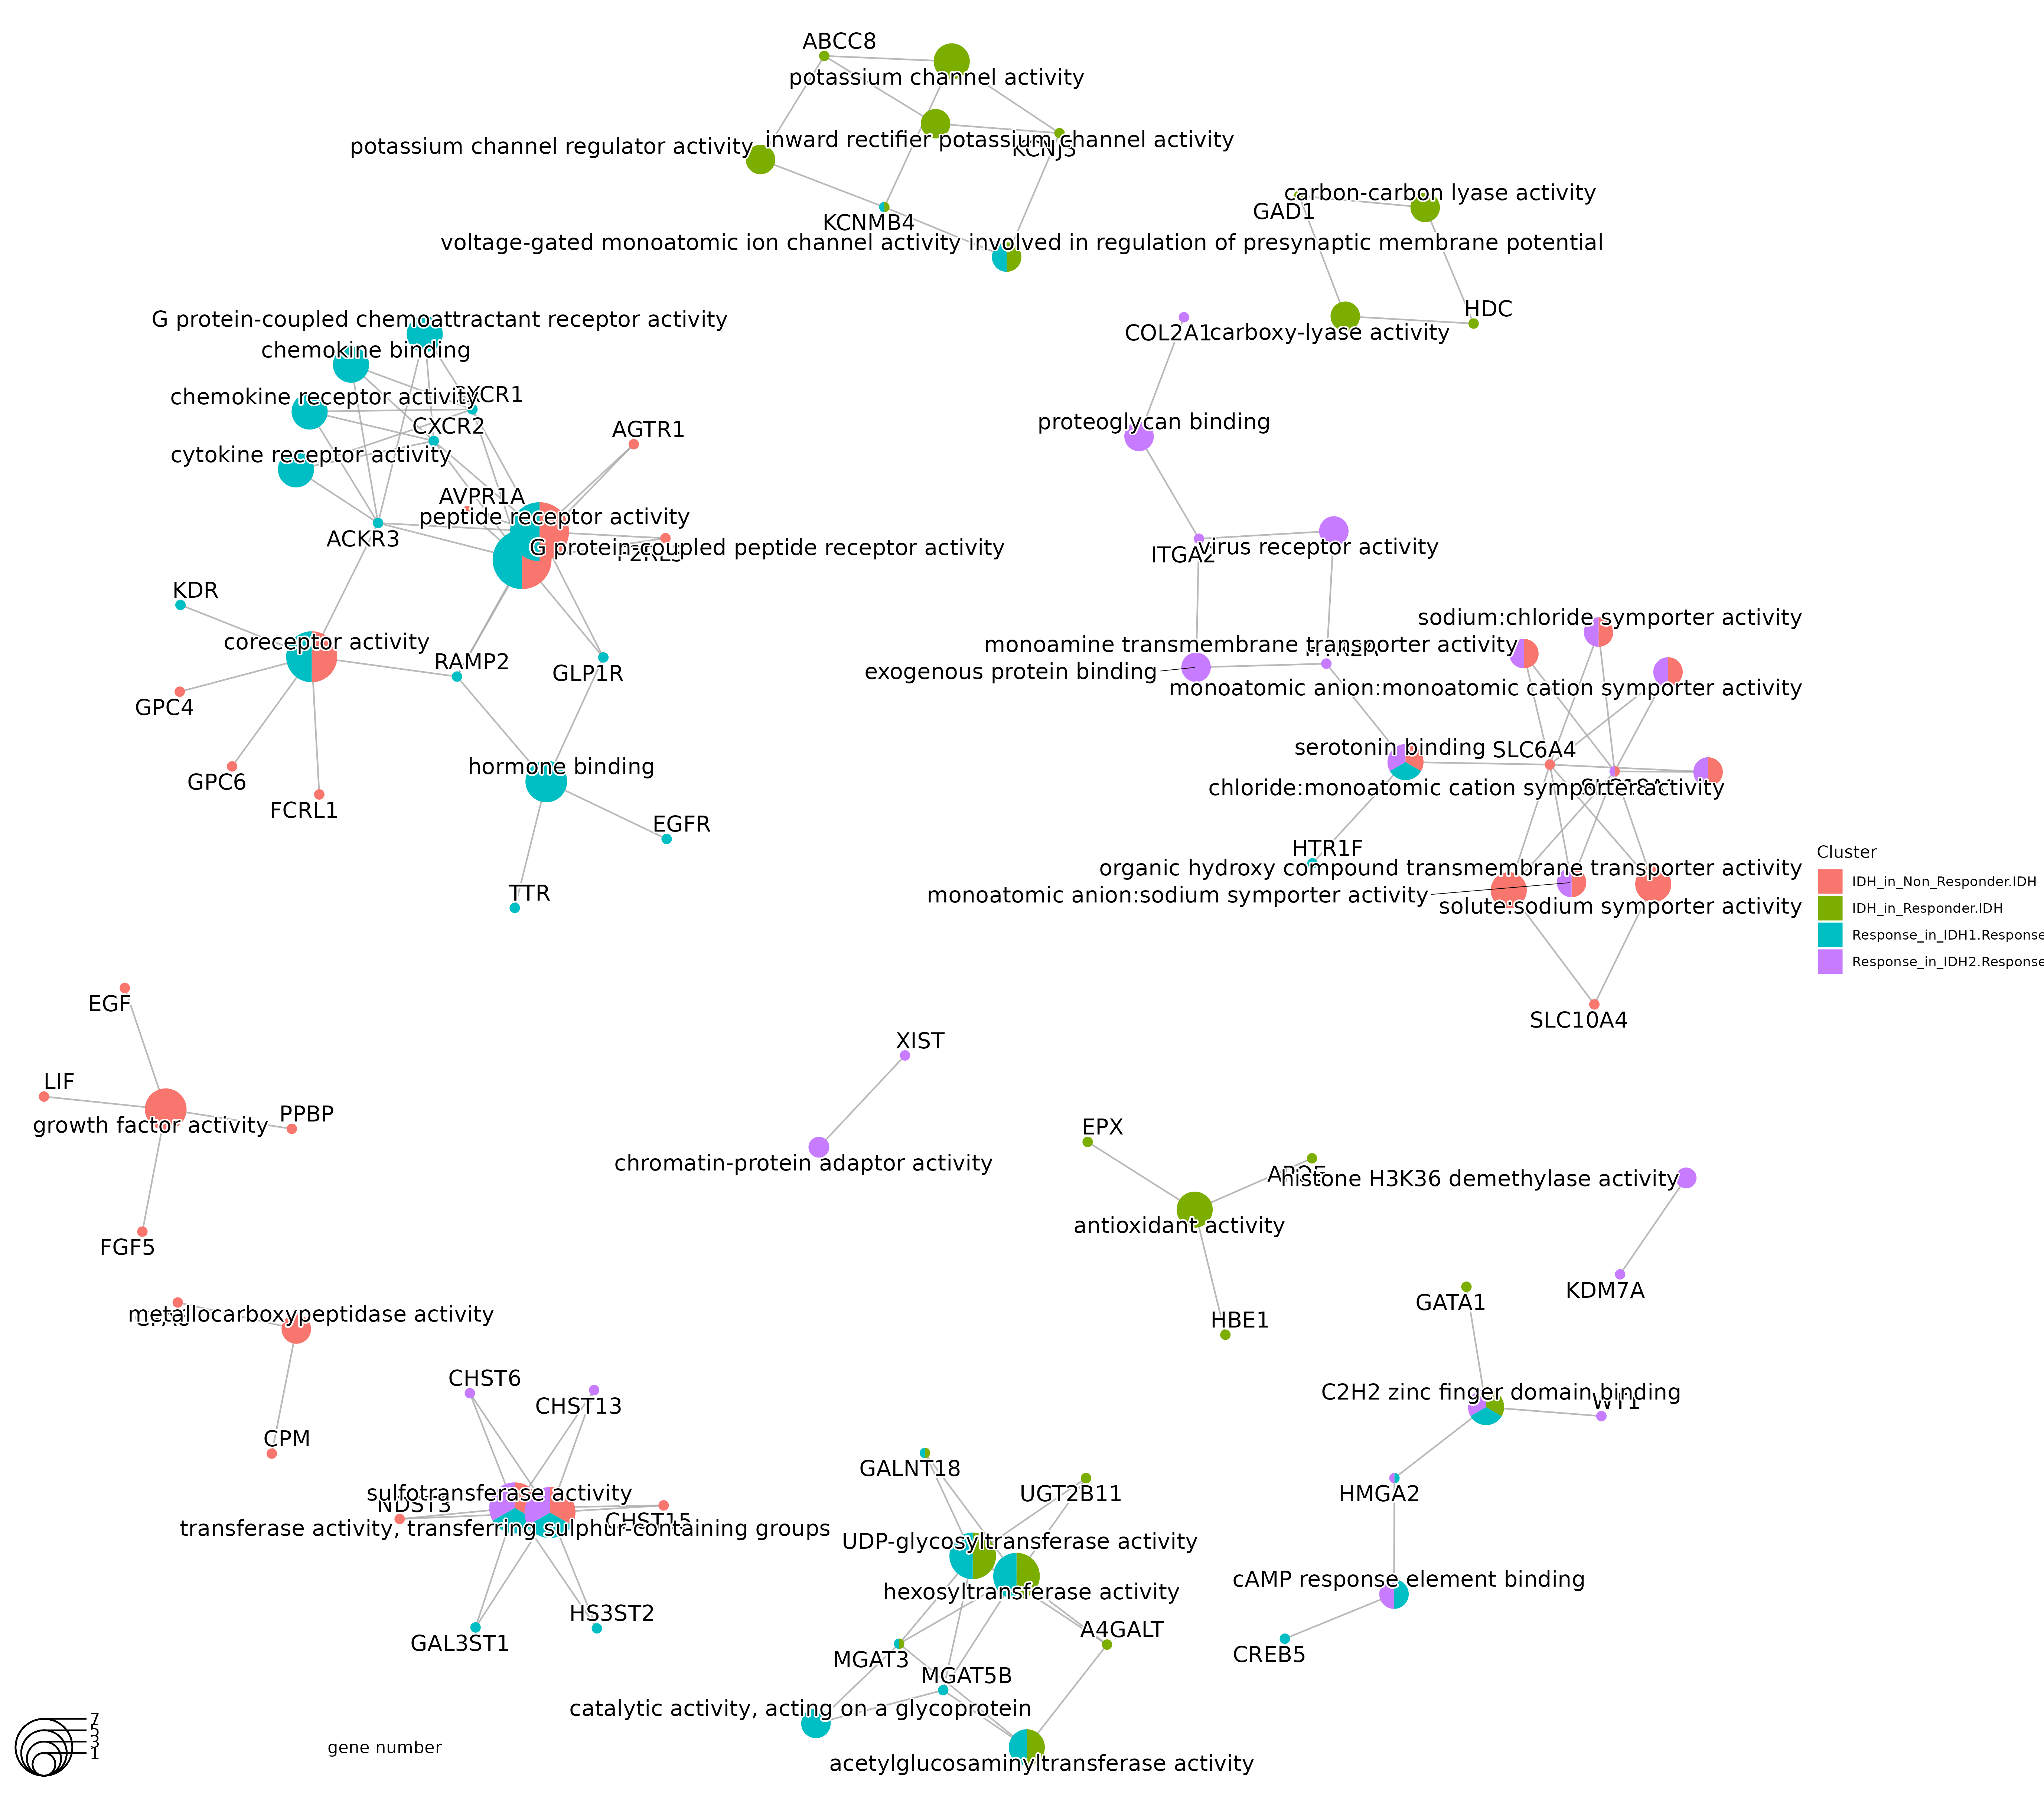 ABCC8
potassium channel activity
inward rectifier potassium channel activity
potassium channel regulator activity
KCNJ3
carbon-carbon lyase activity
GAD1
KCNMB4
voltage-gated monoatomic ion channel activity involved in regulation of presynaptic membrane potential
HDC
G protein-coupled chemoattractant receptor activity
COL2A1
carboxy-lyase activity
chemokine binding
CXCR1
chemokine receptor activity
CXCR2
proteoglycan binding
AGTR1
cytokine receptor activity
AVPR1A
peptide receptor activity
ACKR3
G protein-coupled peptide receptor activity
ITGA2
virus receptor activity
KDR
sodium:chloride symporter activity
coreceptor activity
monoamine transmembrane transporter activity
RAMP2
GLP1R
exogenous protein binding
monoatomic anion:monoatomic cation symporter activity
GPC4
serotonin binding
SLC6A4
hormone binding
GPC6
chloride:monoatomic cation symporter activity
FCRL1
EGFR
HTR1F
Cluster
organic hydroxy compound transmembrane transporter activity
IDH_in_Non_Responder.IDH
TTR
monoatomic anion:sodium symporter activity
solute:sodium symporter activity
IDH_in_Responder.IDH
Response_in_IDH1.Response
Response_in_IDH2.Response
EGF
SLC10A4
XIST
LIF
PPBP
growth factor activity
EPX
chromatin-protein adaptor activity
histone H3K36 demethylase activity
antioxidant activity
FGF5
KDM7A
GATA1
metallocarboxypeptidase activity
HBE1
CHST6
CHST13
C2H2 zinc finger domain binding
WT1
CPM
GALNT18
sulfotransferase activity
NDST3
UGT2B11
HMGA2
CHST15
transferase activity, transferring sulphur-containing groups
UDP-glycosyltransferase activity
hexosyltransferase activity
cAMP response element binding
HS3ST2
GAL3ST1
A4GALT
MGAT3
CREB5
MGAT5B
catalytic activity, acting on a glycoprotein
acetylglucosaminyltransferase activity
7
5
3
1
gene number